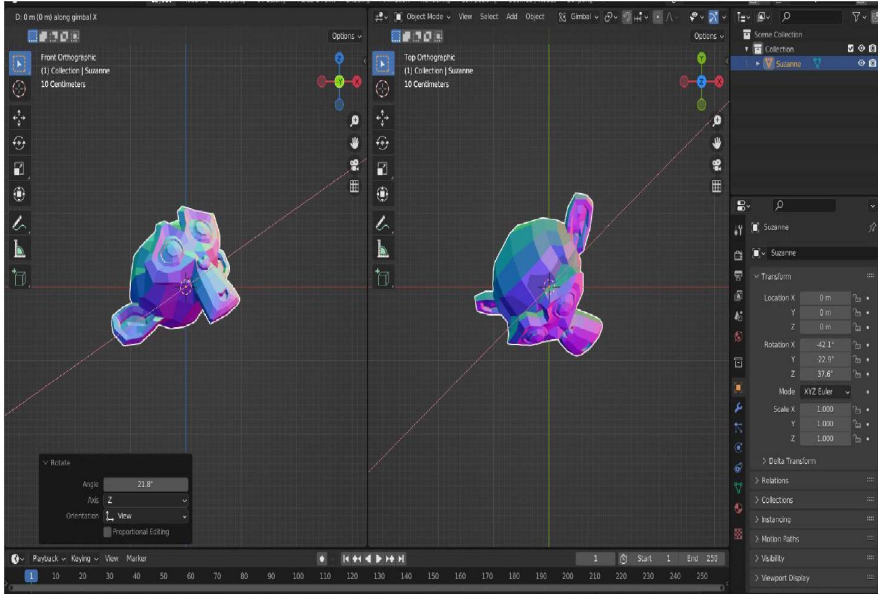 D: 0 m (0 m) along gimbal X
Object Mode View Select Add Object Gimbal
Options
Options
Front Orthographic
(1) Collection | Suzanne
10 Centimeters
Z
Y
X
Top Orthographic
(1) Collection | Suzanne
10 Centimeters
Y
Z
X
Scene Collection
Collection
Suzanne
Suzanne
Suzanne
Transform
Location X 0 m
Y 0 m
Z 0 m
Rotation X -42.1°
Y -22.9°
Z 37.6°
Mode XYZ Euler
Scale X 1.000
Y 1.000
Z 1.000
Delta Transform
Relations
Collections
Instancing
Motion Paths
Visibility
Viewport Display
Rotate
Angle 21.8°
Axis Z
Orientation View
Proportional Editing
Playback Keying View Marker
1 Start 1 End 250
1 10 20 30 40 50 60 70 80 90 100 110 120 130 140 150 160 170 180 190 200 210 220 230 240 250